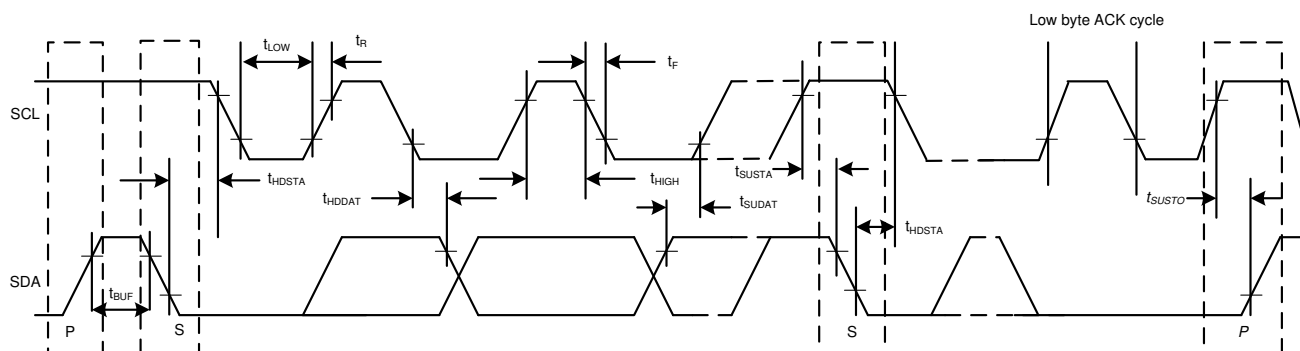 Low byte ACK cycle
tLOW
tR
tF
SCL
tHDSTA
tHDDAT
tHIGH
tSUDAT
tSUSTA
tHDSTA
tSUSTO
SDA
tBUF
P
S
S
P